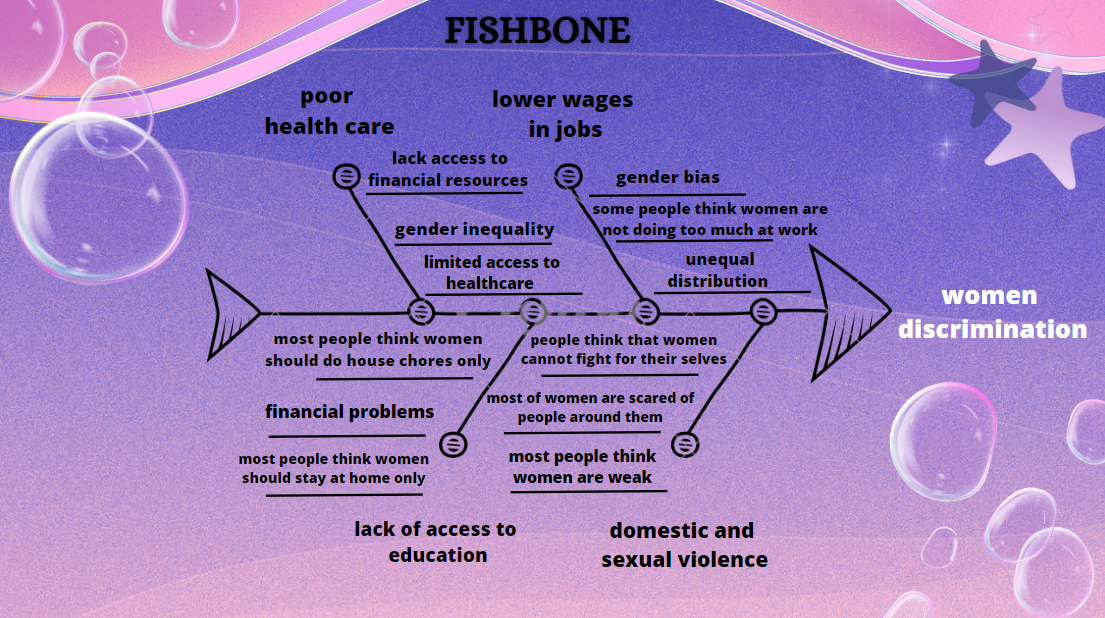 FISHBONE
poor
health care
lack access to
financial resources
gender inequality
limited access to
healthcare
lower wages
in jobs
gender bias
some people think women are
not doing too much at work
unequal
distribution
women
discrimination
most people think women
should do house chores only
financial problems
most people think women
should stay at home only
lack of access to
education
people think that women
cannot fight for their selves
most of women are scared of
people around them
most people think
women are weak
domestic and
sexual violence